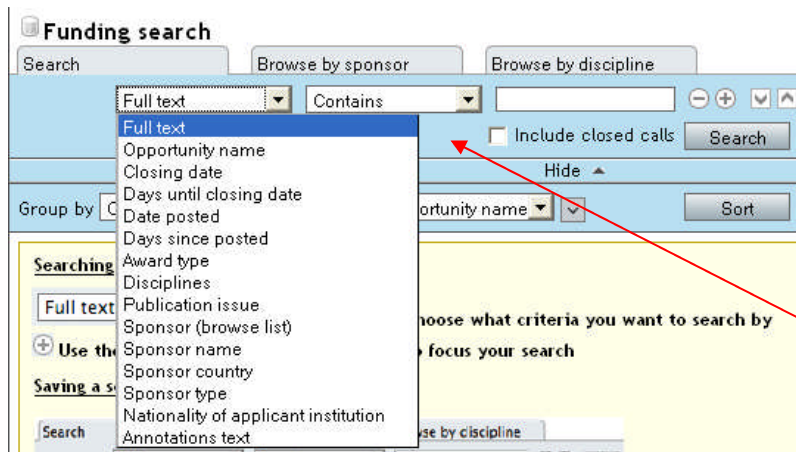 Funding search
Search Browse by sponsor Browse by discipline
Full text Contains
Full text
Include closed calls Search
Opportunity name
Closing date
Hide
Days until closing date
Date posted
Group by ortunity name Sort
Days since posted
Award type
Searching
Disciplines
Publication issue
Full text
hoose what criteria you want to search by
Sponsor (browse list)
Sponsor name
Use the to focus your search
Sponsor country
Sponsor type
Saving a s
Nationality of applicant institution
Annotations text
Search se by discipline